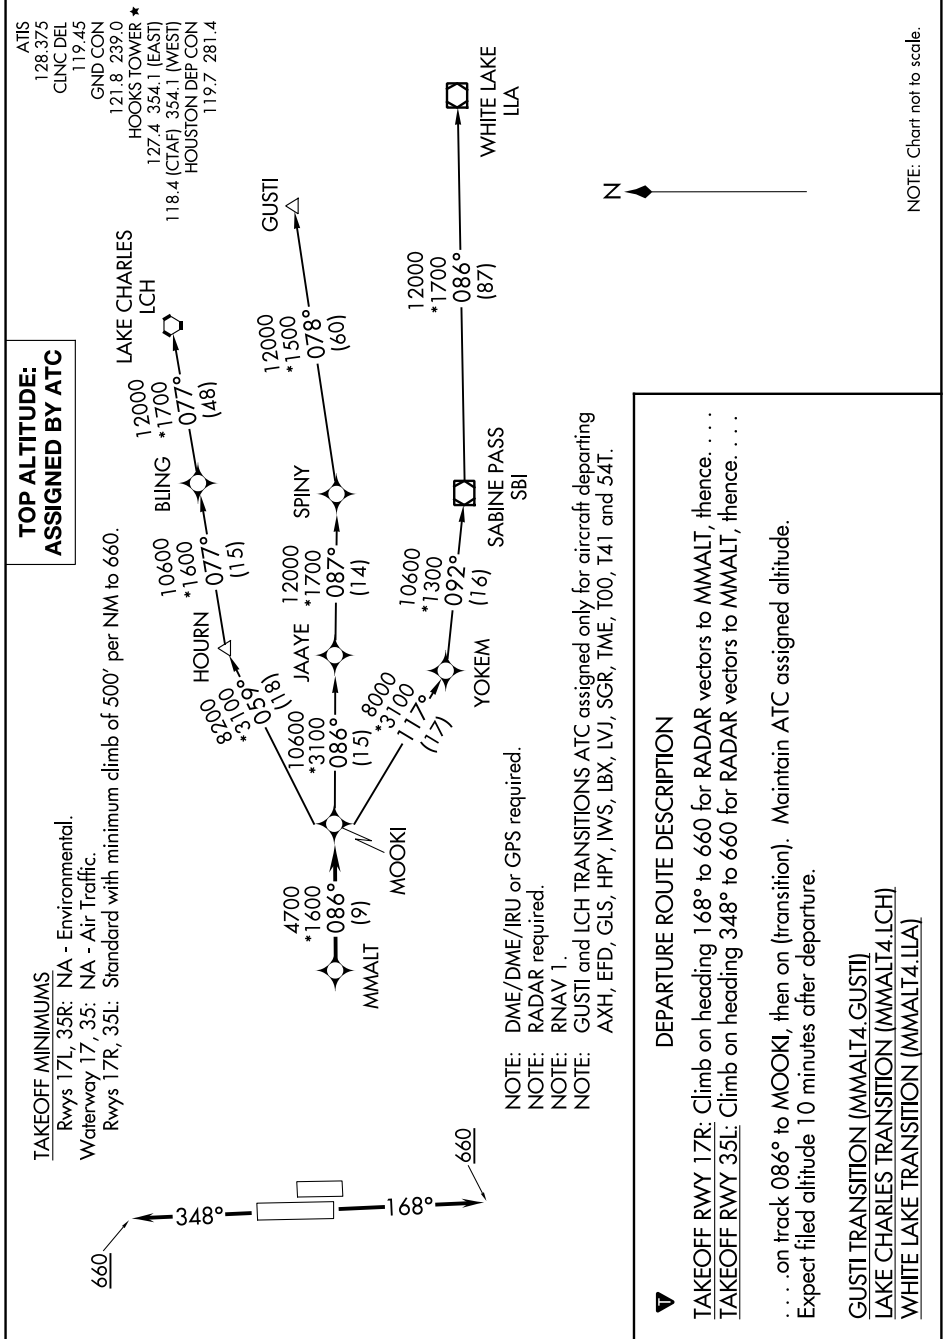 TOP ALTITUDE:
ASSIGNED BY ATC
ATIS
128.375
CLNC DEL
119.45
GND CON
121.8 239.0
HOOKS TOWER ★
127.4 354.1 (EAST)
118.4 (CTAF) 354.1 (WEST)
HOUSTON DEP CON
119.7 281.4
TAKEOFF MINIMUMS
Rwys 17L, 35R: NA - Environmental.
Waterway 17, 35: NA - Air Traffic.
Rwys 17R, 35L: Standard with minimum climb of 500' per NM to 660.
660
348°
168°
660
MMALT
4700
*1600
086°
(9)
MOOKI
8200
*3100
059°
(18)
HOURN
10600
*1600
077°
(15)
BLING
12000
*1700
077°
(48)
LAKE CHARLES
LCH
10600
*3100
086°
(15)
JAAYE
12000
*1700
087°
(14)
SPINY
12000
*1500
078°
(60)
GUSTI
8000
*3100
117°
(17)
YOKEM
10600
*1300
092°
(16)
SABINE PASS
SBI
12000
*1700
086°
(87)
WHITE LAKE
LLA
N
NOTE: DME/DME/IRU or GPS required.
NOTE: RADAR required.
NOTE: RNAV 1.
NOTE: GUSTI and LCH TRANSITIONS ATC assigned only for aircraft departing
AXH, EFD, GLS, HPY, IWS, LBX, LVJ, SGR, TME, T00, T41 and 54T.
NOTE: Chart not to scale.
T
DEPARTURE ROUTE DESCRIPTION
TAKEOFF RWY 17R: Climb on heading 168° to 660 for RADAR vectors to MMALT, thence. . . .
TAKEOFF RWY 35L: Climb on heading 348° to 660 for RADAR vectors to MMALT, thence. . . .
. . . .on track 086° to MOOKI, then on (transition). Maintain ATC assigned altitude.
Expect filed altitude 10 minutes after departure.
GUSTI TRANSITION (MMALT4.GUSTI)
LAKE CHARLES TRANSITION (MMALT4.LCH)
WHITE LAKE TRANSITION (MMALT4.LLA)